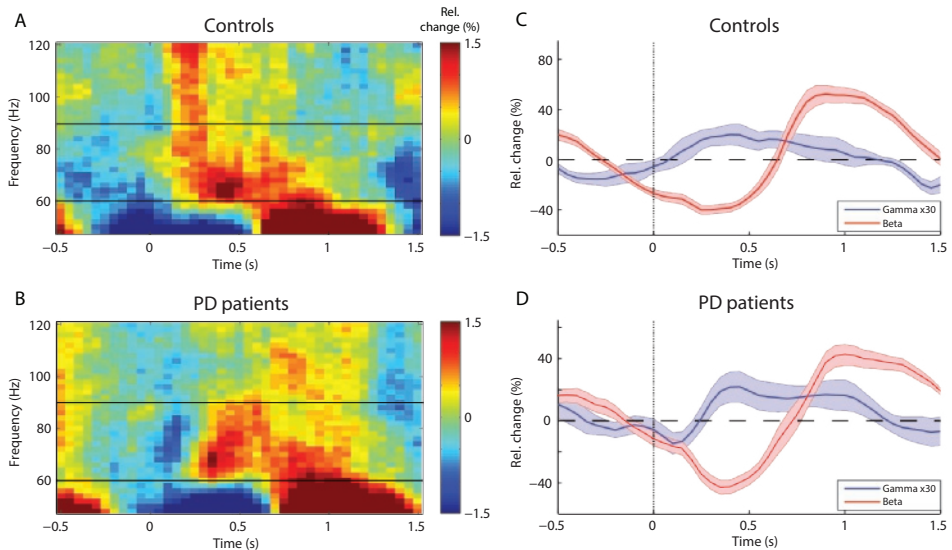 A
Controls
Rel.
change (%)
120
100
80
60
Frequency (Hz)
−0.5
0
0.5
1
1.5
Time (s)
1.5
0
−1.5
C
Controls
80
40
0
−40
Rel. change (%)
Gamma x30
Beta
−0.5
0
0.5
1
1.5
Time (s)
B
PD patients
120
100
80
60
Frequency (Hz)
−0.5
0
0.5
1
1.5
Time (s)
1.5
0
−1.5
D
PD patients
40
0
−40
−60
Rel. change (%)
Gamma x30
Beta
−0.5
0
0.5
1
1.5
Time (s)